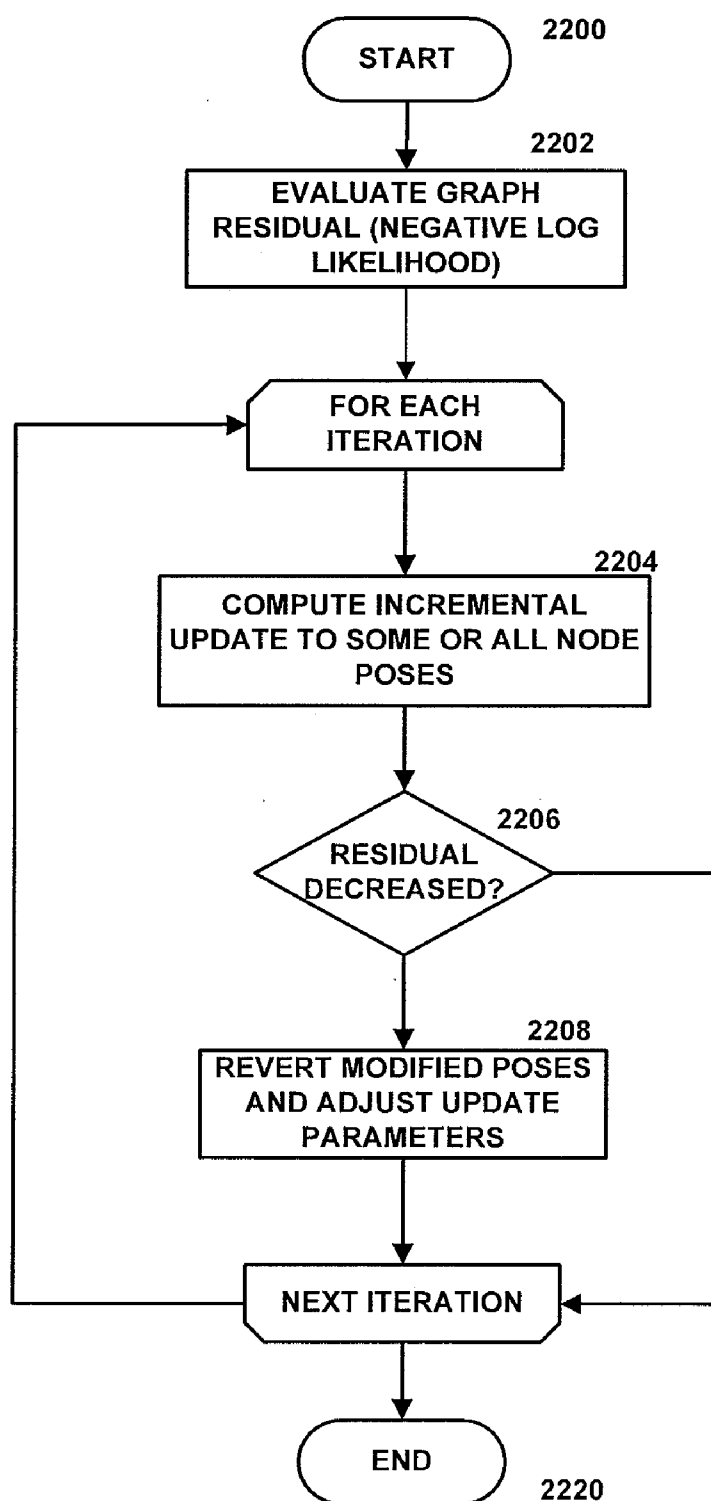 2200
START
2202
EVALUATE GRAPH
RESIDUAL (NEGATIVE LOG
LIKELIHOOD)
FOR EACH
ITERATION
2204
COMPUTE INCREMENTAL
UPDATE TO SOME OR ALL NODE
POSES
2206
RESIDUAL
DECREASED?
2208
REVERT MODIFIED POSES
AND ADJUST UPDATE
PARAMETERS
NEXT ITERATION
END
2220